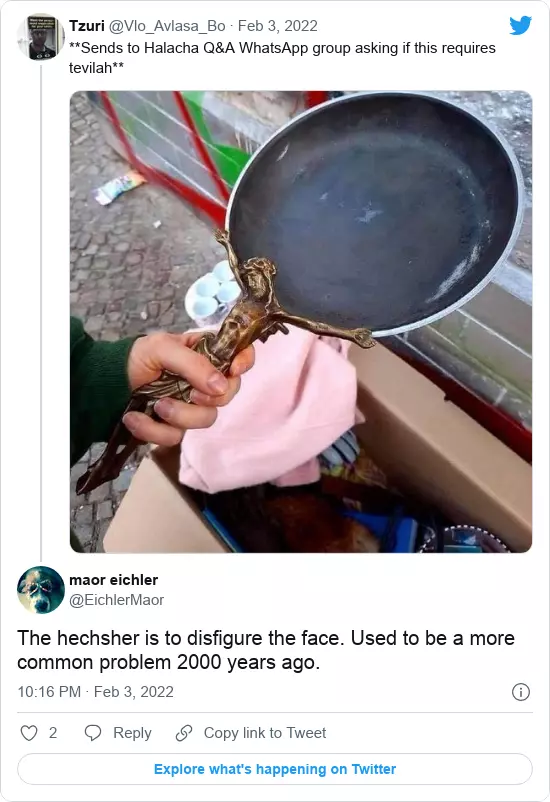 Tzuri @Vlo_Avlasa_Bo · Feb 3, 2022
**Sends to Halacha Q&A WhatsApp group asking if this requires
tevilah**
maor eichler
@EichlerMaor
The hechsher is to disfigure the face. Used to be a more
common problem 2000 years ago.
10:16 PM · Feb 3, 2022
2 Reply Copy link to Tweet
Explore what's happening on Twitter